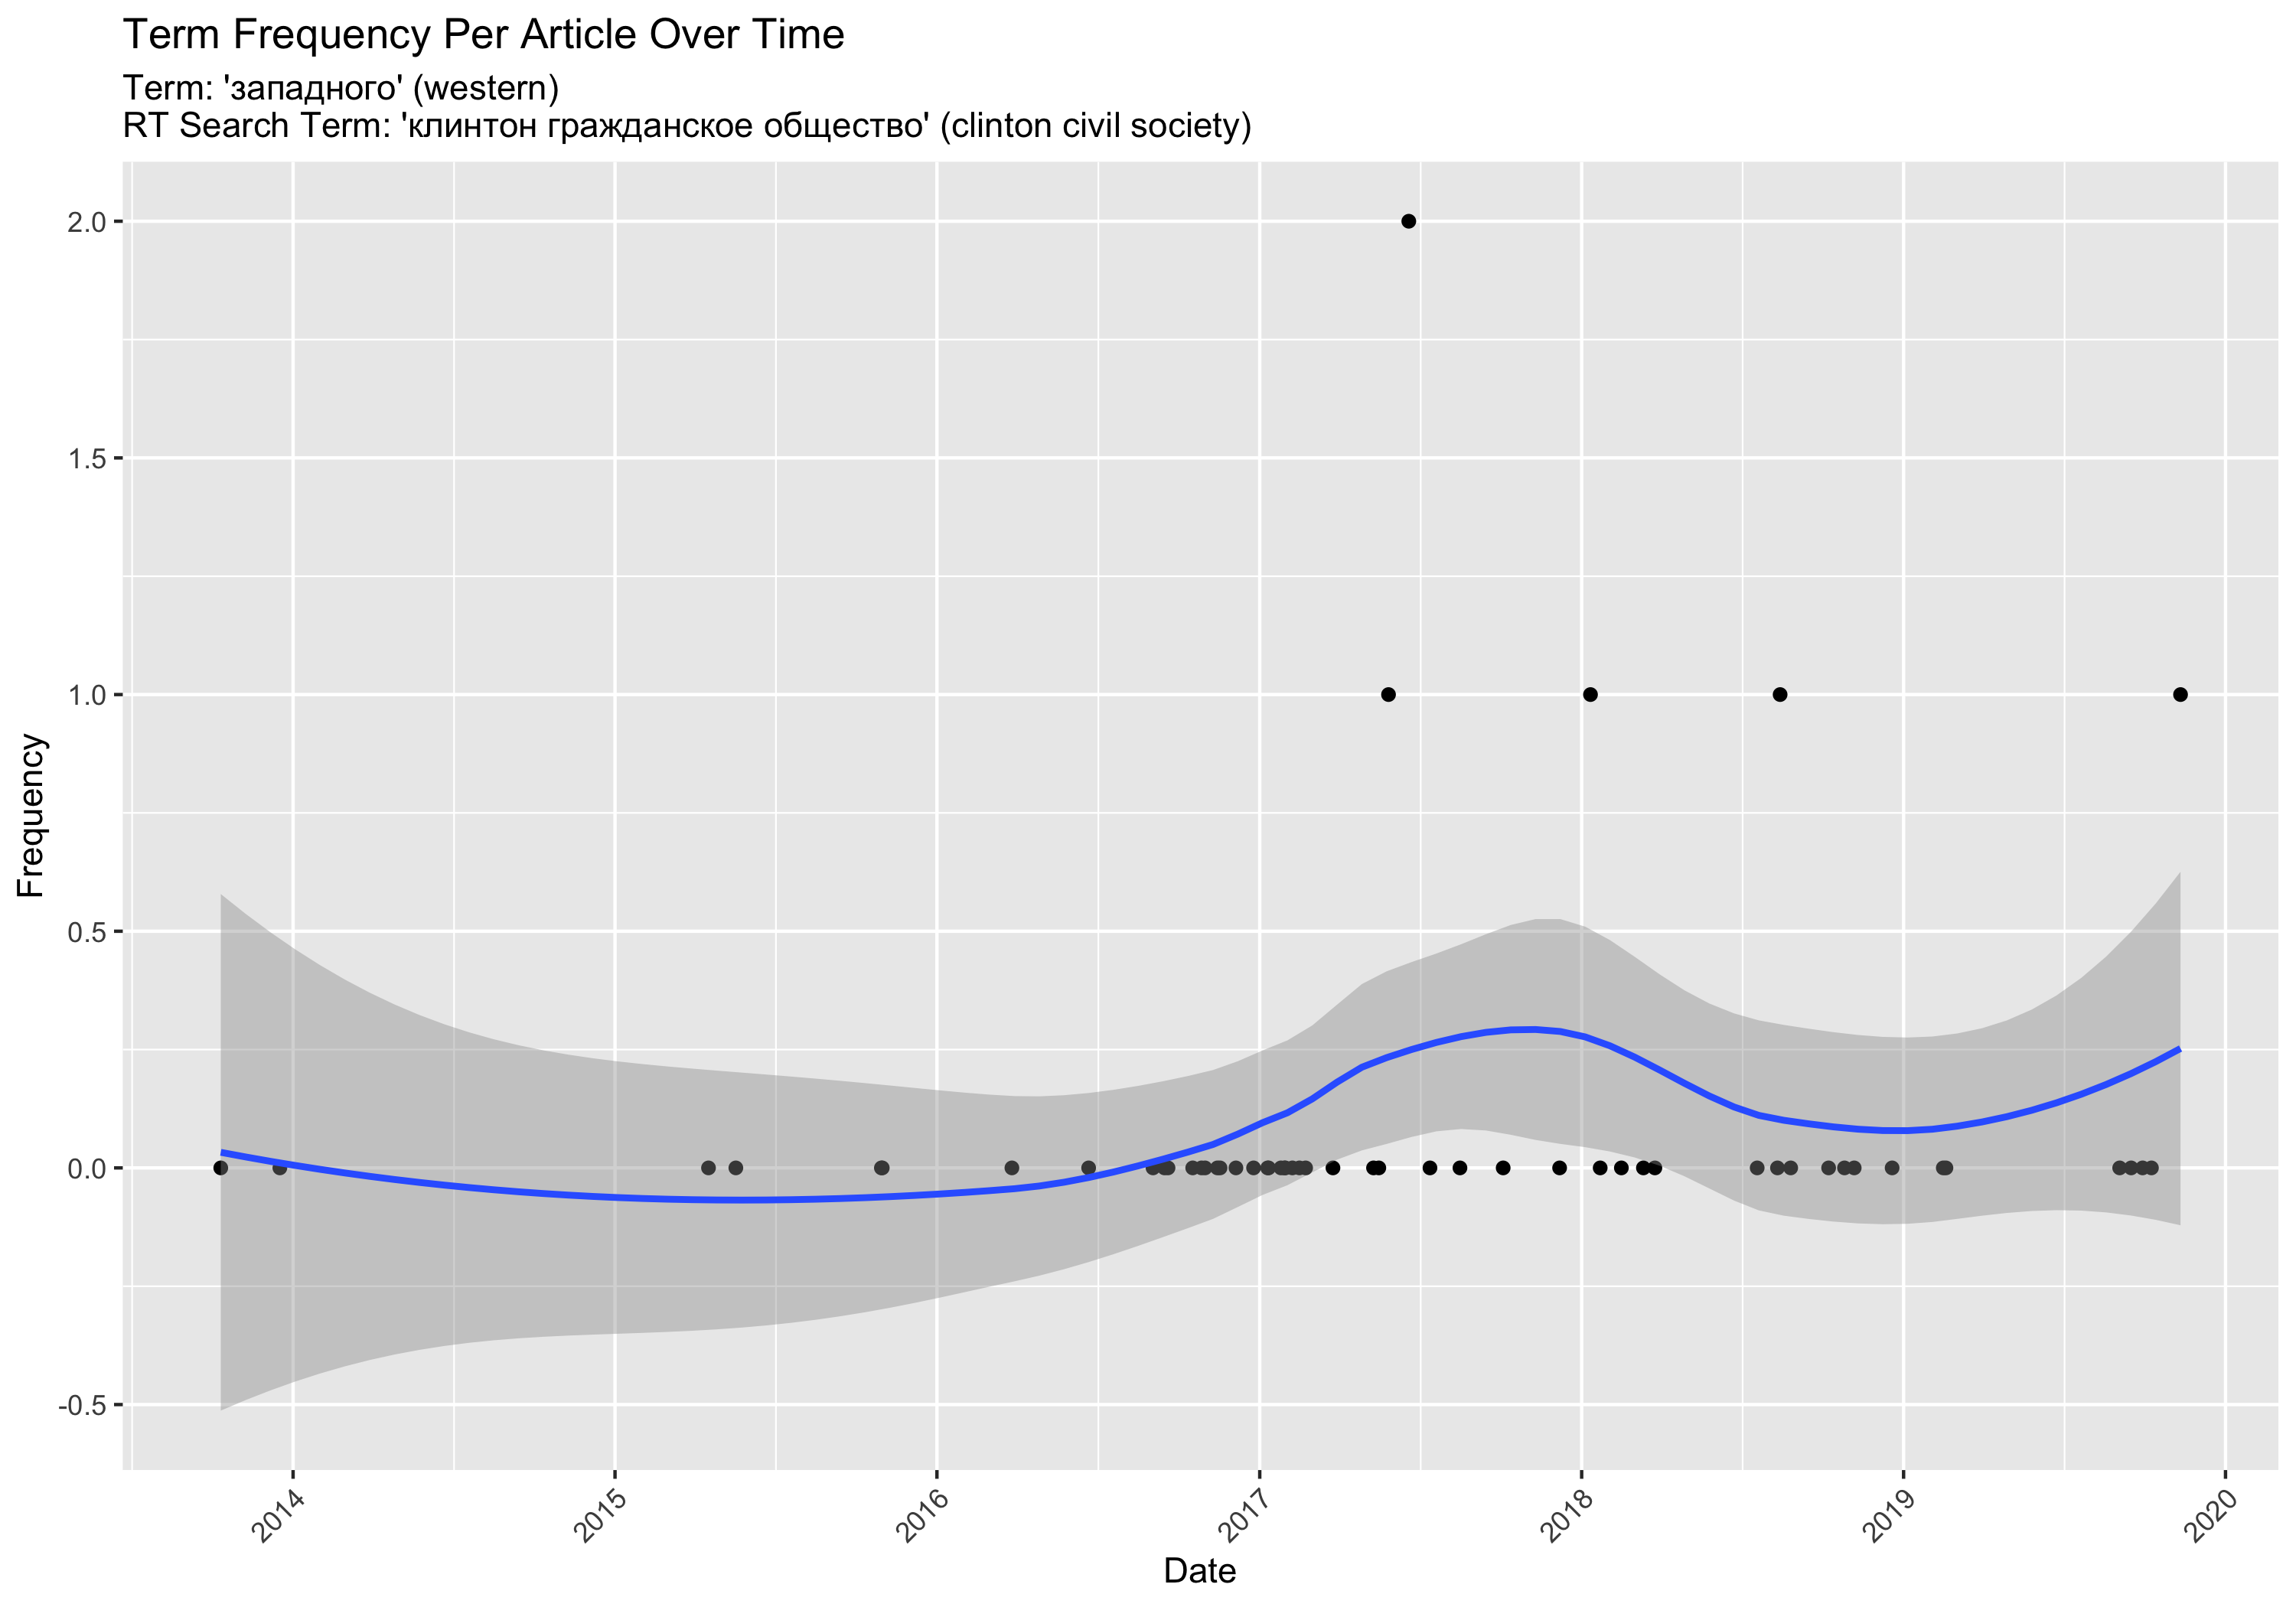 Term Frequency Per Article Over Time
Term: 'западного' (western)
RT Search Term: 'клинтон гражданское общество' (clinton civil society)
Frequency
2.0
1.5
1.0
0.5
0.0
-0.5
2014
2015
2016
2017
2018
2019
2020
Date